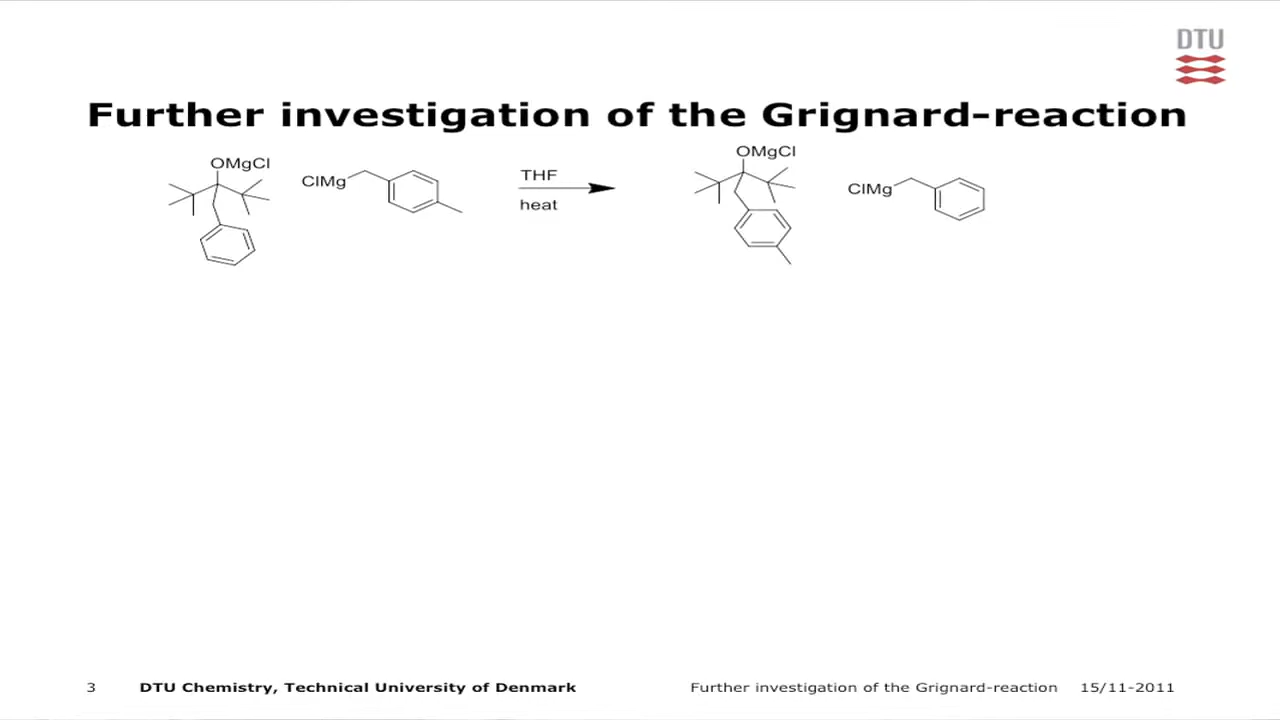 DTU
Further investigation of the Grignard-reaction
OMgCl
ClMg
THF
heat
OMgCl
ClMg
3 DTU Chemistry, Technical University of Denmark Further investigation of the Grignard-reaction 15/11-2011